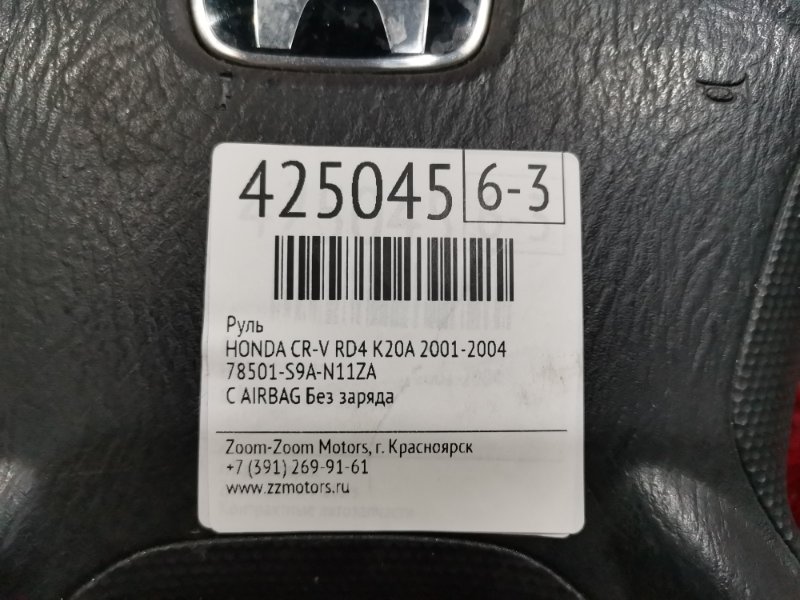 425045 6-3
Руль
HONDA CR-V RD4 K20A 2001-2004
78501-S9A-N11ZA
С AIRBAG Без заряда
Zoom-Zoom Motors, г. Красноярск
+7 (391) 269-91-61
www.zzmotors.ru